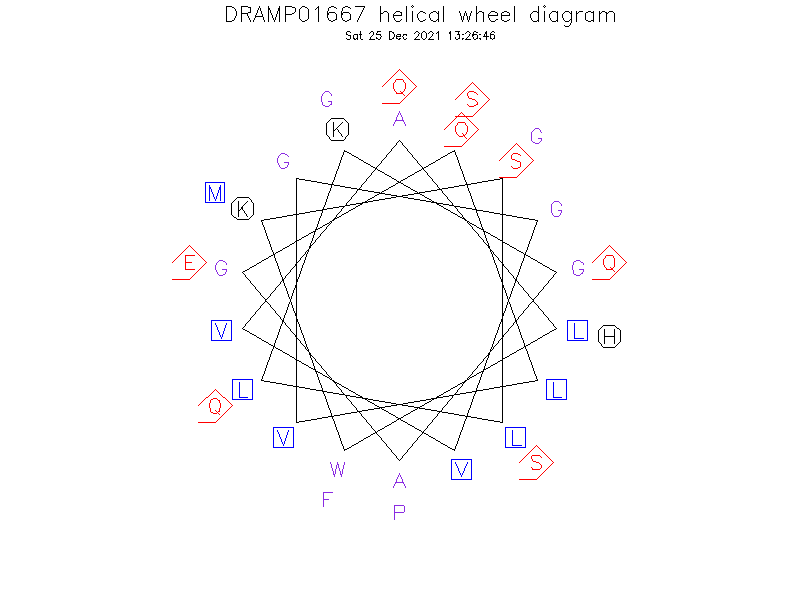 DRAMP01667 helical wheel diagram
Sat 25 Dec 2021 13:26:46
Q
G S
A
K Q
G
G S
M
K G
E G G Q
V L H
L L
Q
V L
S
W V
A
F
P